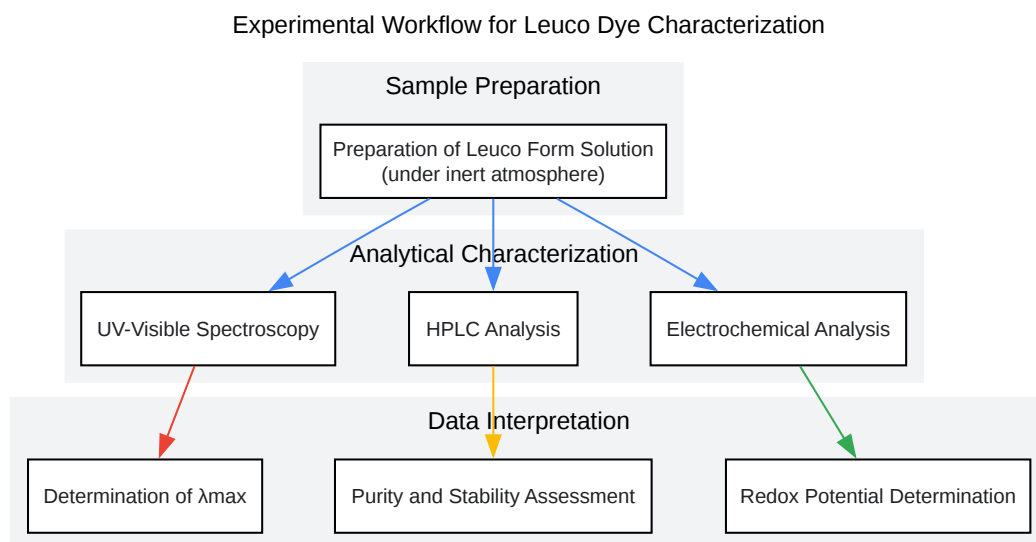 Experimental Workflow for Leuco Dye Characterization
Sample Preparation
Preparation of Leuco Form Solution
(under inert atmosphere)
Analytical Characterization
UV-Visible Spectroscopy
HPLC Analysis
Electrochemical Analysis
Data Interpretation
Determination of λmax
Purity and Stability Assessment
Redox Potential Determination